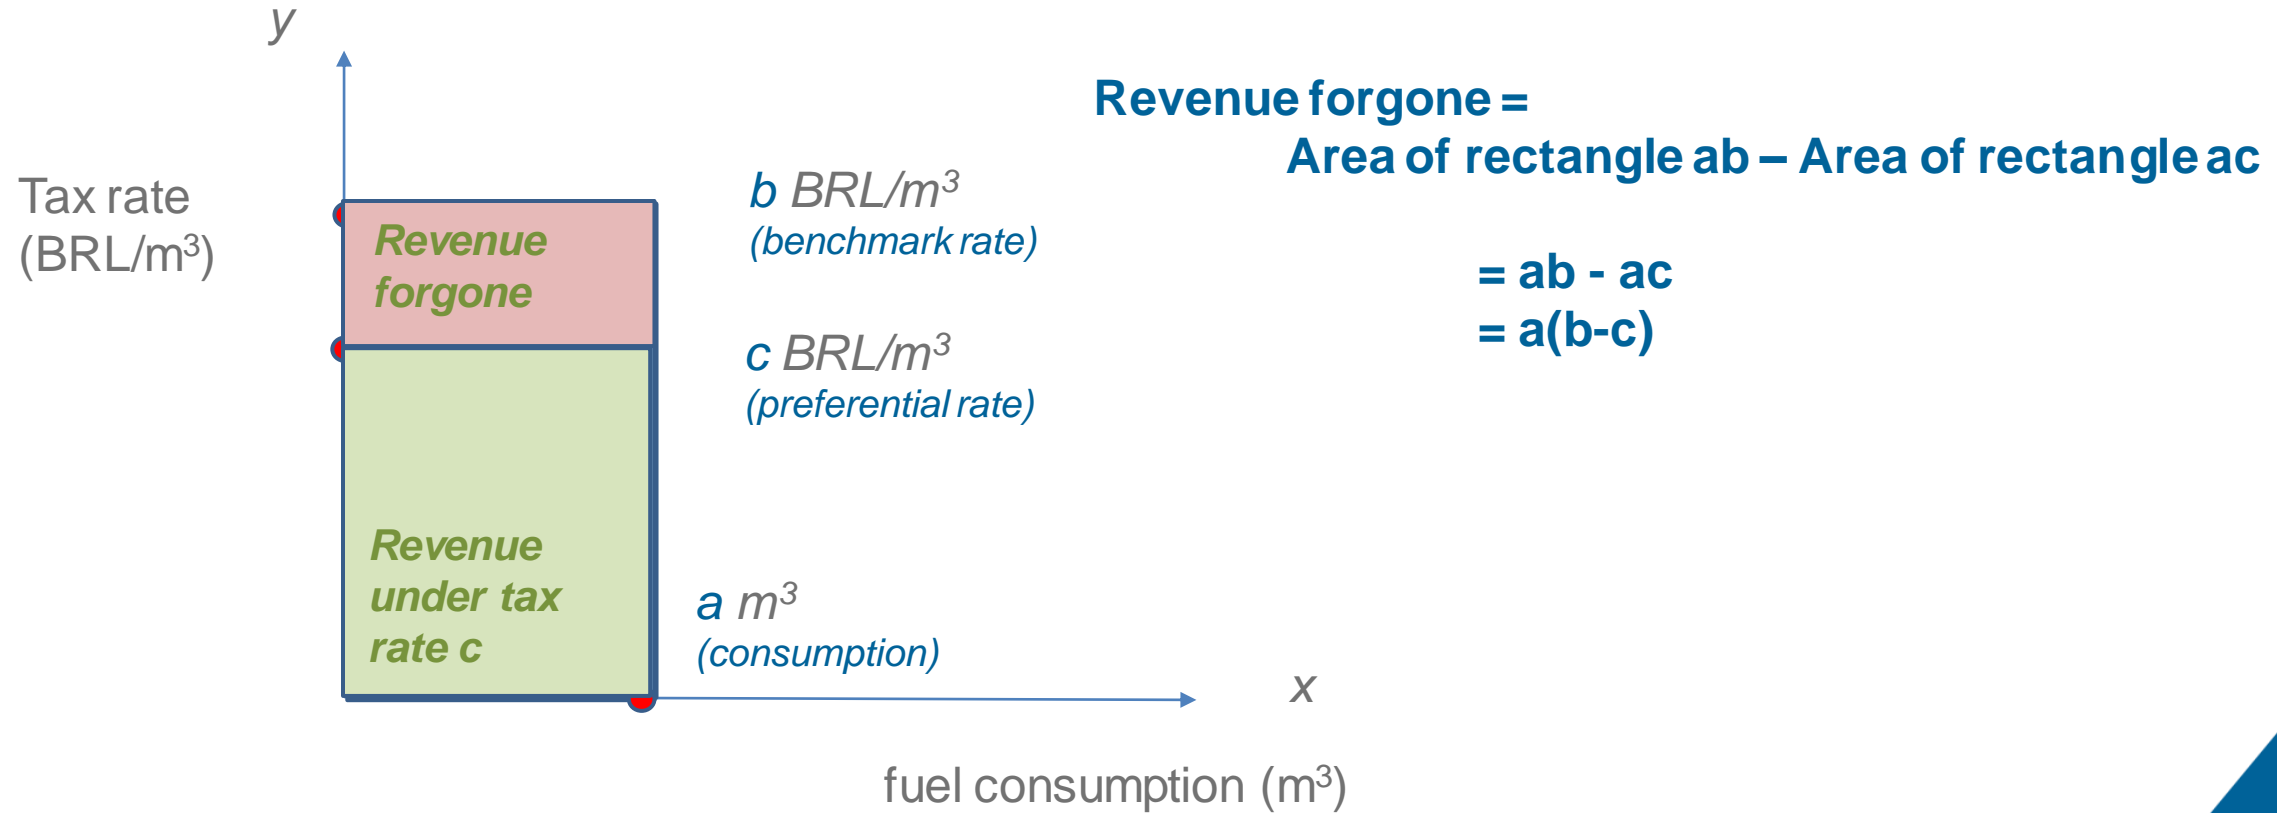 y
Tax rate
(BRL/m³)
Revenue
forgone
Revenue
under tax
rate c
b BRL/m³
(benchmark rate)
c BRL/m³
(preferential rate)
a m³
(consumption)
x
fuel consumption (m³)
Revenue forgone =
Area of rectangle ab – Area of rectangle ac
= ab - ac
= a(b-c)